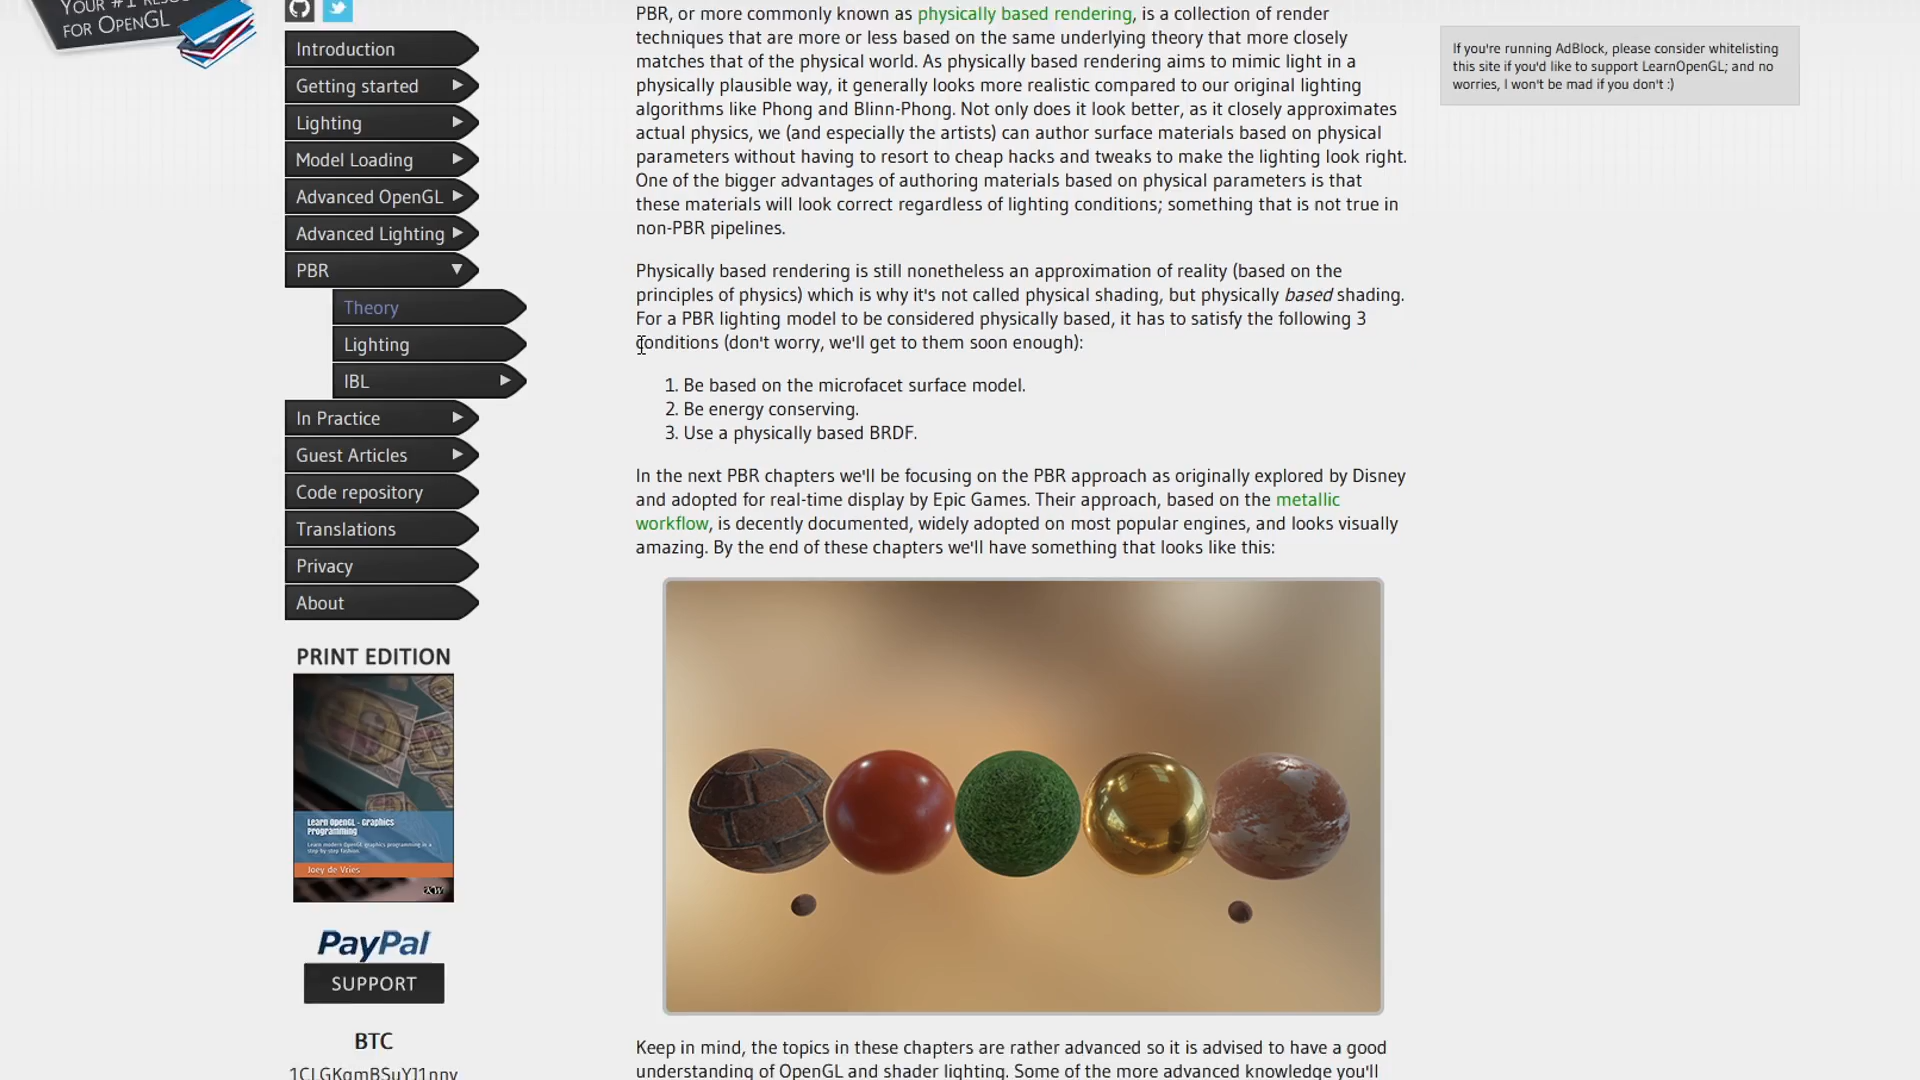 YOUR #1 RESOURCE
FOR OPENGL
Introduction
Getting started
Lighting
Model Loading
Advanced OpenGL
Advanced Lighting
PBR
Theory
Lighting
IBL
In Practice
Guest Articles
Code repository
Translations
Privacy
About
PRINT EDITION
Learn OpenGL - Graphics
Programming
Learn modern OpenGL graphics programming in a
step-by-step fashion.
Joey de Vries
PayPal
SUPPORT
BTC
PBR, or more commonly known as physically based rendering, is a collection of render
techniques that are more or less based on the same underlying theory that more closely
matches that of the physical world. As physically based rendering aims to mimic light in a
physically plausible way, it generally looks more realistic compared to our original lighting
algorithms like Phong and Blinn-Phong. Not only does it look better, as it closely approximates
actual physics, we (and especially the artists) can author surface materials based on physical
parameters without having to resort to cheap hacks and tweaks to make the lighting look right.
One of the bigger advantages of authoring materials based on physical parameters is that
these materials will look correct regardless of lighting conditions; something that is not true in
non-PBR pipelines.
Physically based rendering is still nonetheless an approximation of reality (based on the
principles of physics) which is why it's not called physical shading, but physically based shading.
For a PBR lighting model to be considered physically based, it has to satisfy the following 3
conditions (don't worry, we'll get to them soon enough):
1. Be based on the microfacet surface model.
2. Be energy conserving.
3. Use a physically based BRDF.
In the next PBR chapters we'll be focusing on the PBR approach as originally explored by Disney
and adopted for real-time display by Epic Games. Their approach, based on the metallic
workflow, is decently documented, widely adopted on most popular engines, and looks visually
amazing. By the end of these chapters we'll have something that looks like this:
Keep in mind, the topics in these chapters are rather advanced so it is advised to have a good
understanding of OpenGL and shader lighting. Some of the more advanced knowledge you'll
If you're running AdBlock, please consider whitelisting
this site if you'd like to support LearnOpenGL; and no
worries, I won't be mad if you don't :)